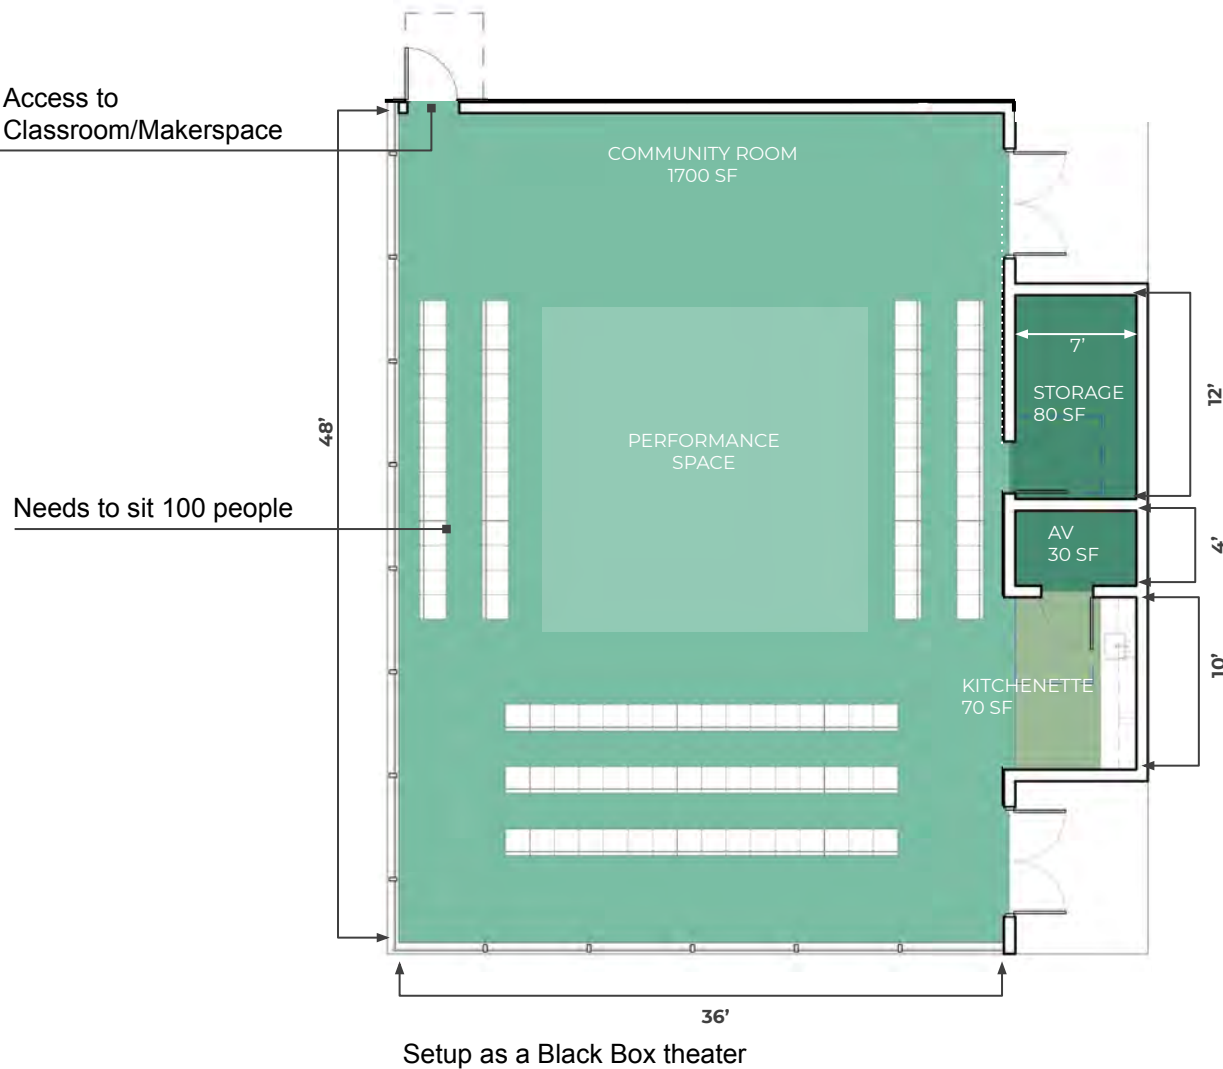 Access to
Classroom/Makerspace
COMMUNITY ROOM
1700 SF
7’
STORAGE
80 SF
12’
48’
PERFORMANCE
SPACE
Needs to sit 100 people
AV
30 SF
4’
KITCHENETTE
70 SF
10’
36’
Setup as a Black Box theater